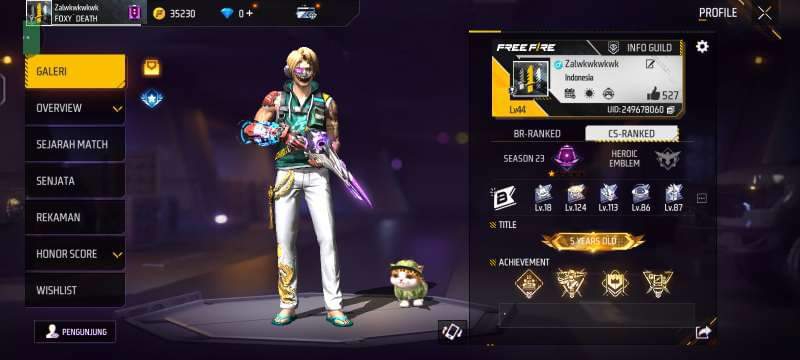 Zalwkwkwkwk
FOXY DEATH
35230
0 +
PROFILE
GALERI
OVERVIEW
SEJARAH MATCH
SENJATA
REKAMAN
HONOR SCORE
WISHLIST
PENGUNJUNG
FREE FIRE
INFO GUILD
Zalwkwkwkwk
Indonesia
Lv44
527
UID: 249678060
BR-RANKED
CS-RANKED
SEASON 23
HEROIC EMBLEM
Lv.18
Lv.124
Lv.113
Lv.86
Lv.87
TITLE
5 YEARS OLD
ACHIEVEMENT